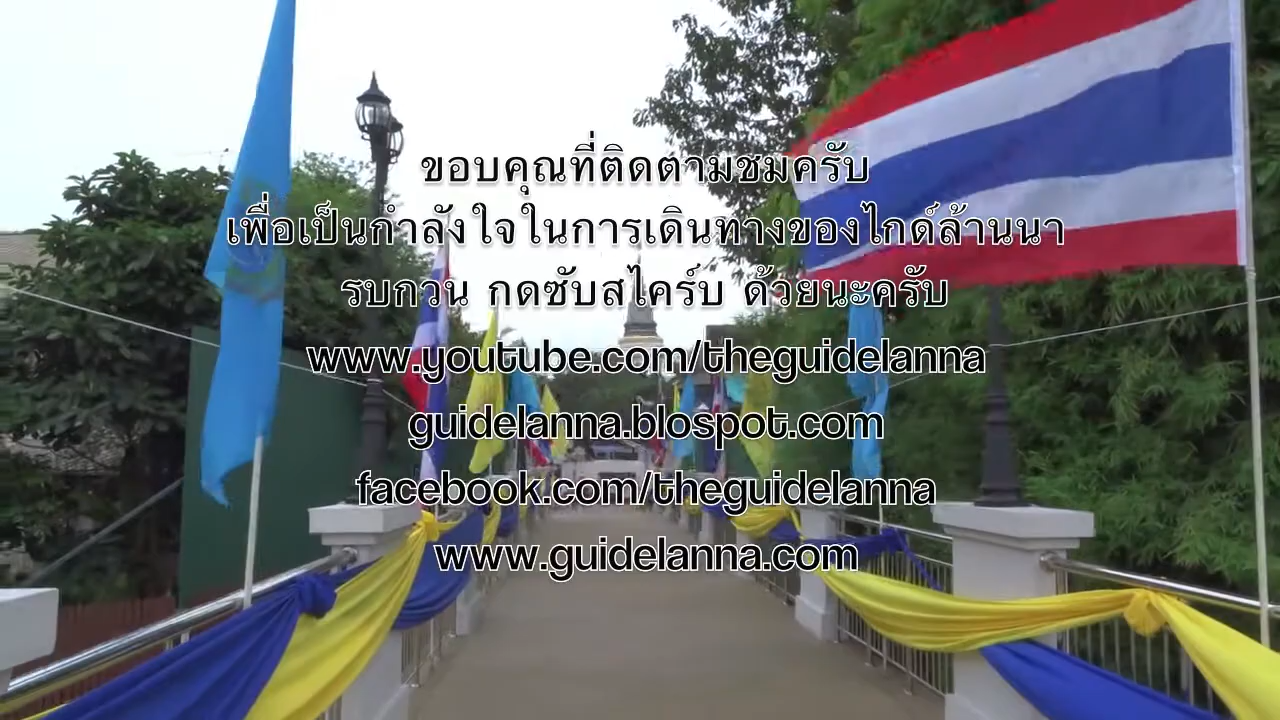 ขอบคุณที่ติดตามชมครับ
เพื่อเป็นกำลังใจในการเดินทางของไกด์ล้านนา
รบกวน กดซับสไคร์บ ด้วยนะครับ
www.youtube.com/theguidelanna
guidelanna.blospot.com
facebook.com/theguidelanna
www.guidelanna.com